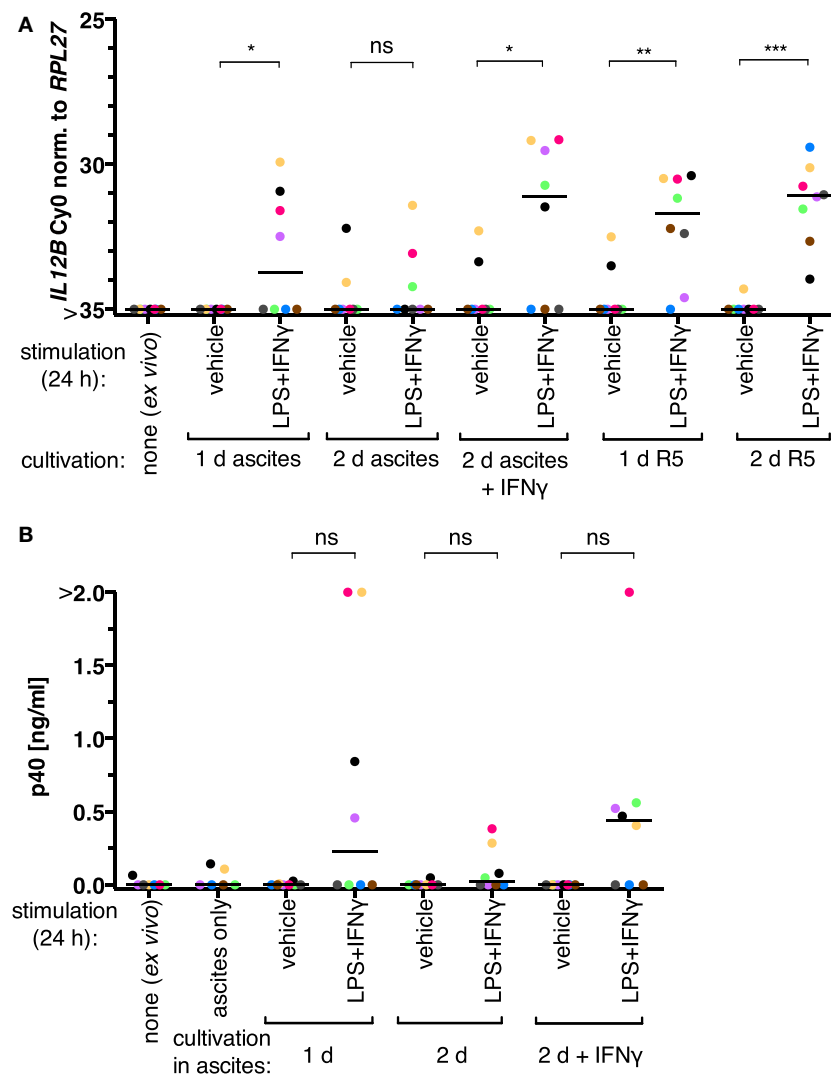 A
IL12B Cy0 norm. to RPL27
25
30
>35
* ns * ** ***
stimulation
(24 h):
none (ex vivo)
vehicle
LPS+IFNγ
vehicle
LPS+IFNγ
vehicle
LPS+IFNγ
vehicle
LPS+IFNγ
vehicle
LPS+IFNγ
cultivation: 1 d ascites 2 d ascites 2 d ascites 1 d R5 2 d R5
+ IFNγ
B
p40 [ng/ml]
ns ns ns
>2.0
1.5
1.0
0.5
0.0
stimulation
(24 h):
none (ex vivo)
ascites only
vehicle
LPS+IFNγ
vehicle
LPS+IFNγ
vehicle
LPS+IFNγ
cultivation
in ascites: 1 d 2 d 2 d + IFNγ